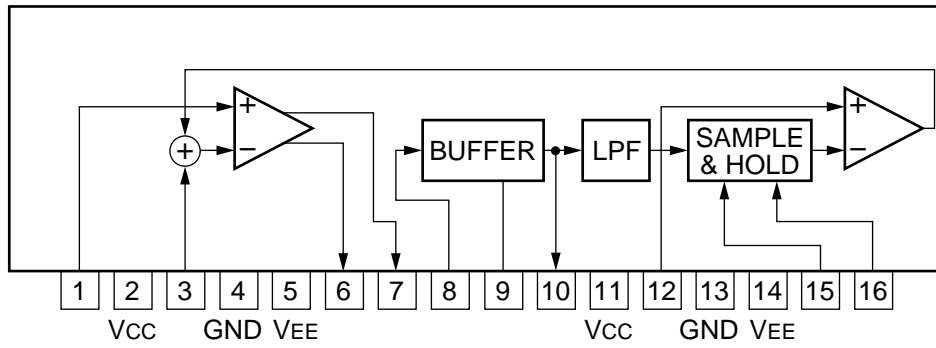 +
+
−
BUFFER
LPF
SAMPLE
& HOLD
+
−
1 2 3 4 5 6 7 8 9 10 11 12 13 14 15 16
VCC GND VEE VCC GND VEE